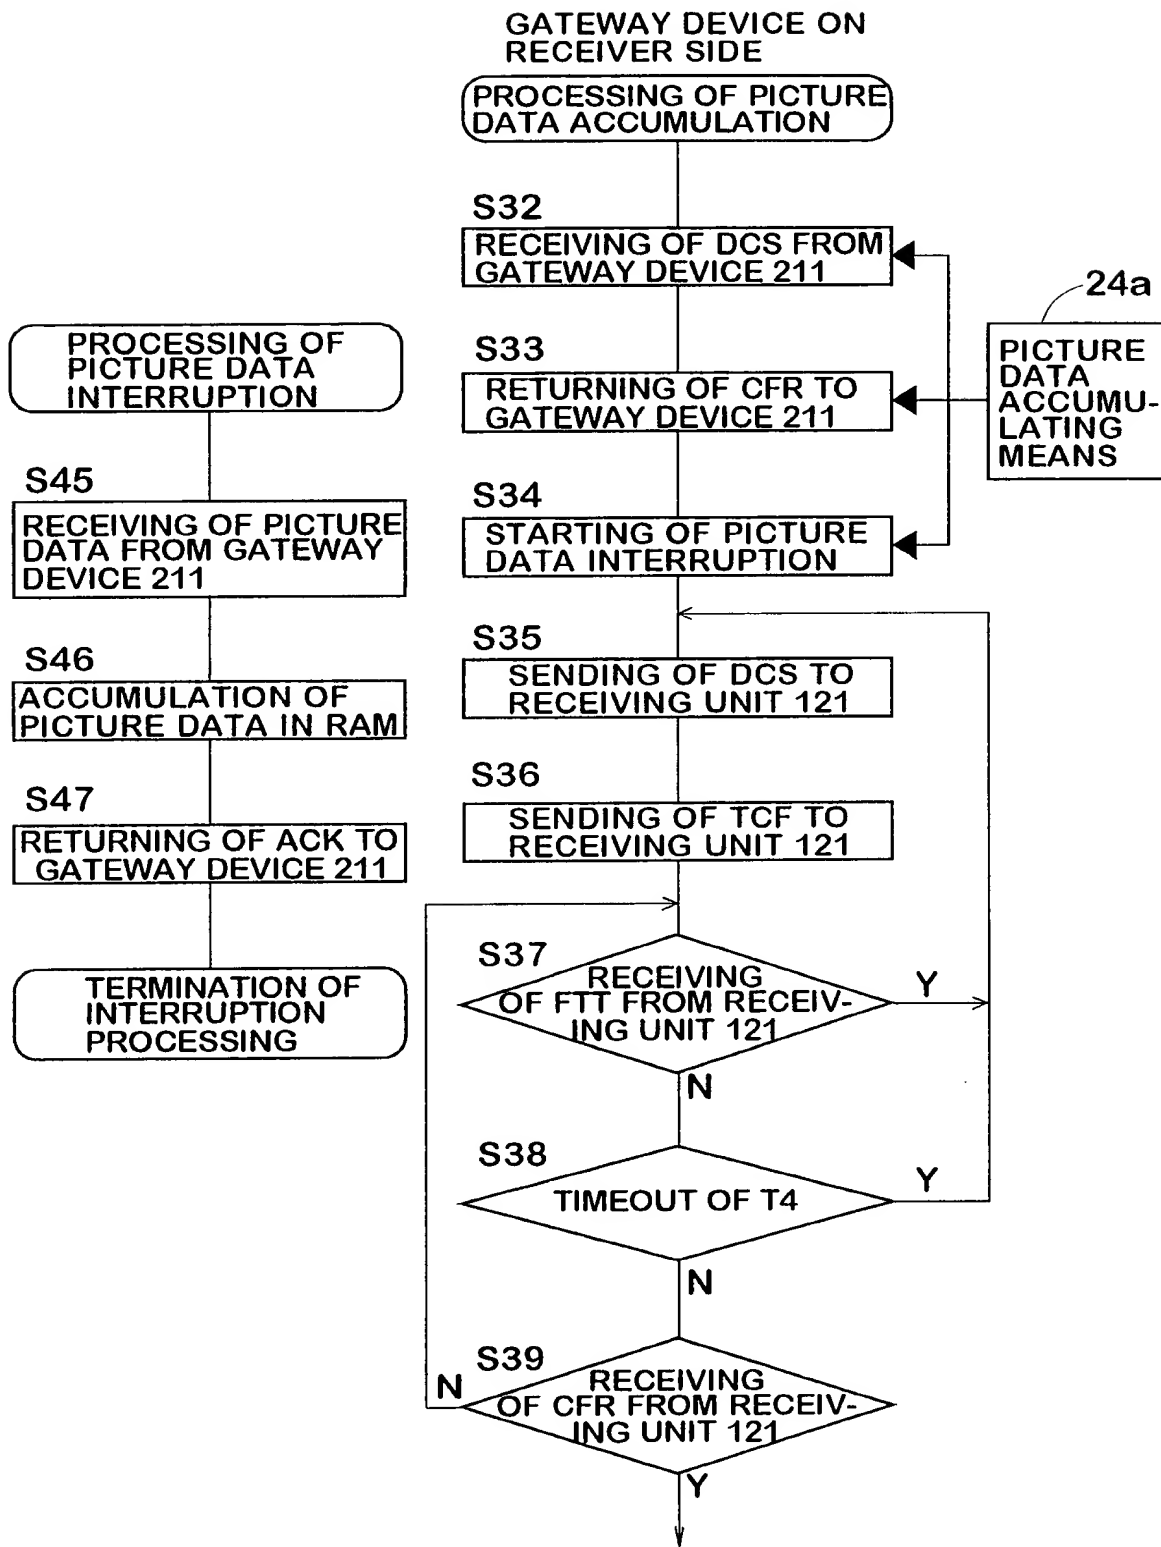 GATEWAY DEVICE ON
RECEIVER SIDE
PROCESSING OF PICTURE
DATA ACCUMULATION
S32
RECEIVING OF DCS FROM
GATEWAY DEVICE 211
24a
PICTURE
DATA
ACCUMU-
LATING
MEANS
S33
RETURNING OF CFR TO
GATEWAY DEVICE 211
S34
STARTING OF PICTURE
DATA INTERRUPTION
S35
SENDING OF DCS TO
RECEIVING UNIT 121
S36
SENDING OF TCF TO
RECEIVING UNIT 121
S37
RECEIVING
OF FTT FROM RECEIV-
ING UNIT 121
Y
N
S38
TIMEOUT OF T4
Y
N
S39
RECEIVING
OF CFR FROM RECEIV-
ING UNIT 121
N
Y
PROCESSING OF
PICTURE DATA
INTERRUPTION
S45
RECEIVING OF PICTURE
DATA FROM GATEWAY
DEVICE 211
S46
ACCUMULATION OF
PICTURE DATA IN RAM
S47
RETURNING OF ACK TO
GATEWAY DEVICE 211
TERMINATION OF
INTERRUPTION
PROCESSING